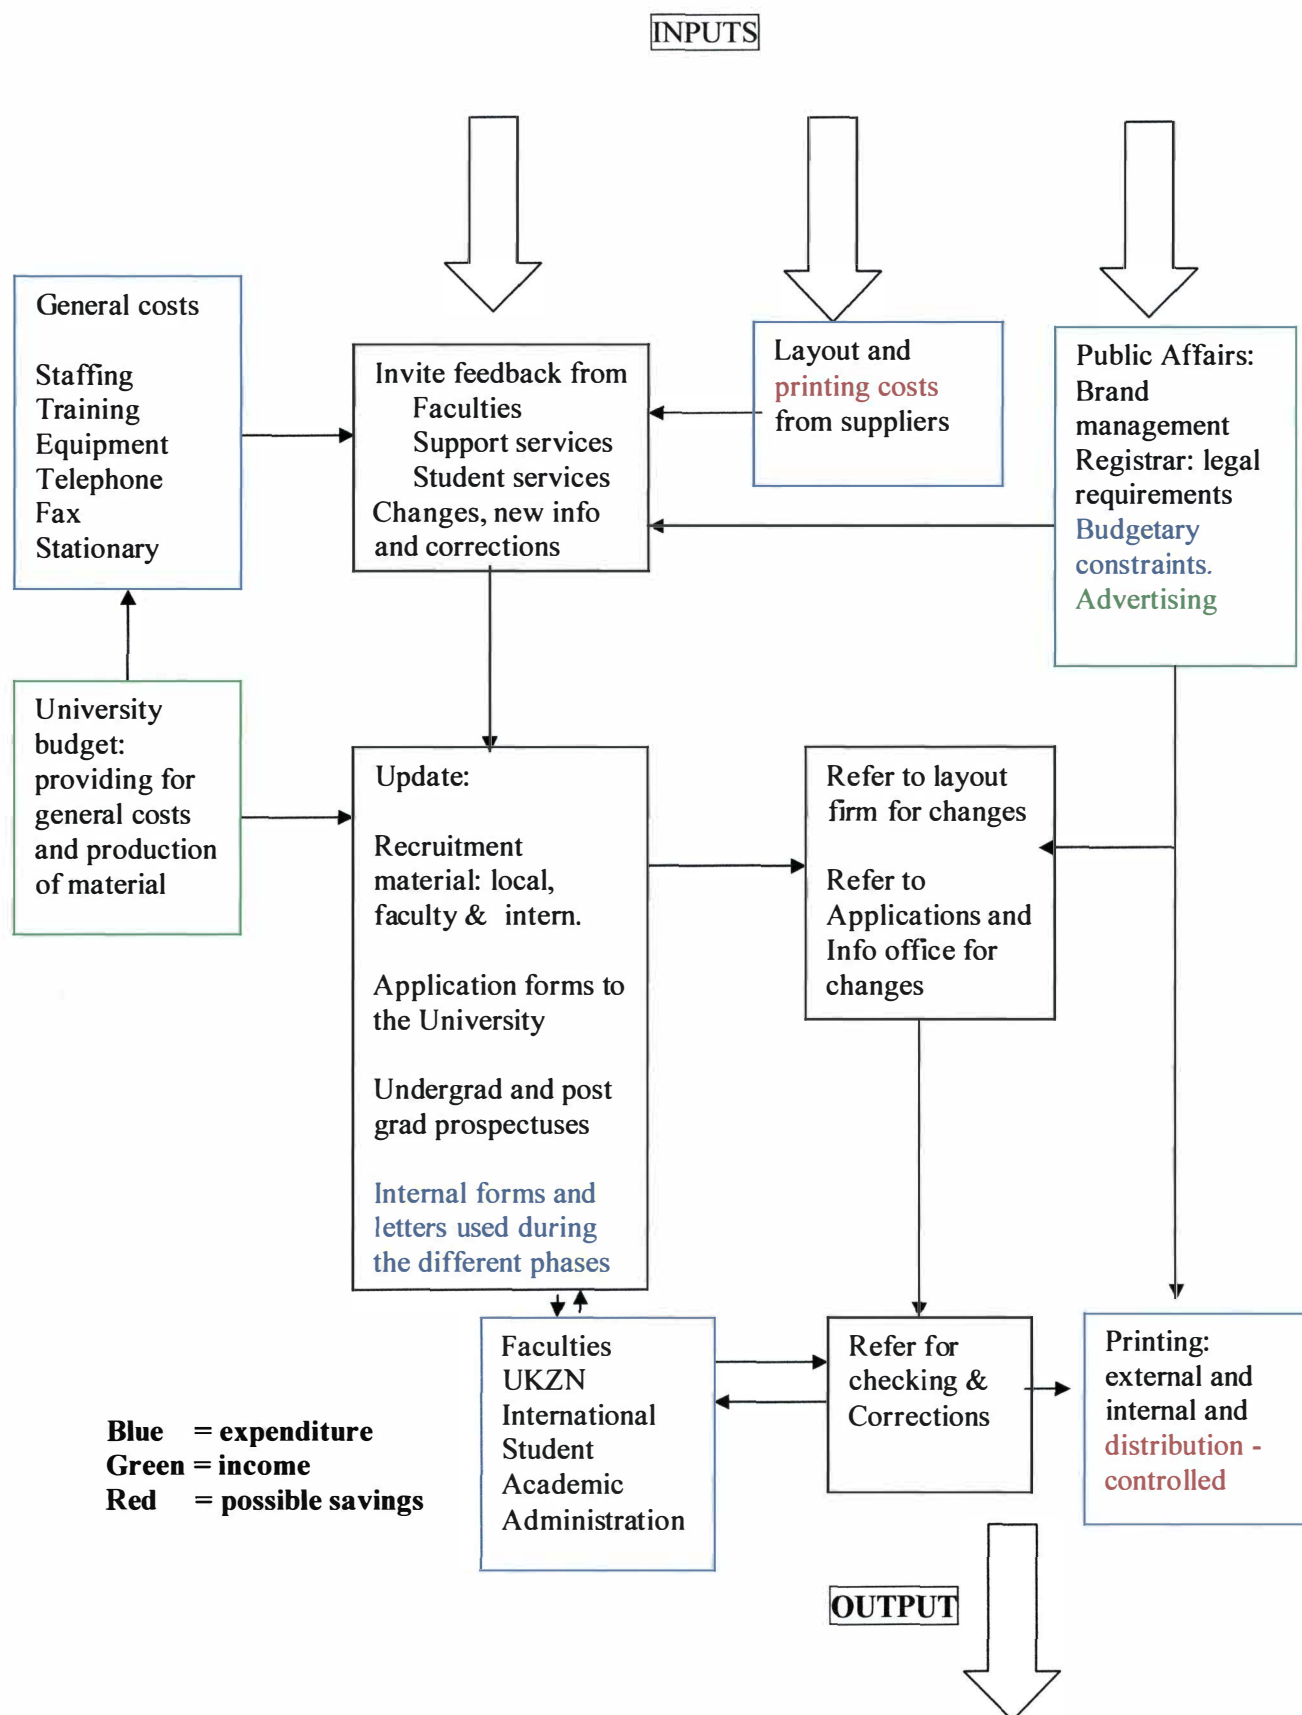 INPUTS
General costs
Staffing
Training
Equipment
Telephone
Fax
Stationary
Invite feedback from
Faculties
Support services
Student services
Changes, new info
and corrections
Layout and
printing costs
from suppliers
Public Affairs:
Brand
management
Registrar: legal
requirements
Budgetary
constraints.
Advertising
University
budget:
providing for
general costs
and production
of material
Update:
Recruitment
material: local,
faculty & intern.
Application forms to
the University
Undergrad and post
grad prospectuses
Internal forms and
letters used during
the different phases
Refer to layout
firm for changes
Refer to
Applications and
Info office for
changes
Faculties
UKZN
International
Student
Academic
Administration
Refer for
checking &
Corrections
Printing:
external and
internal and
distribution -
controlled
Blue = expenditure
Green = income
Red = possible savings
OUTPUT